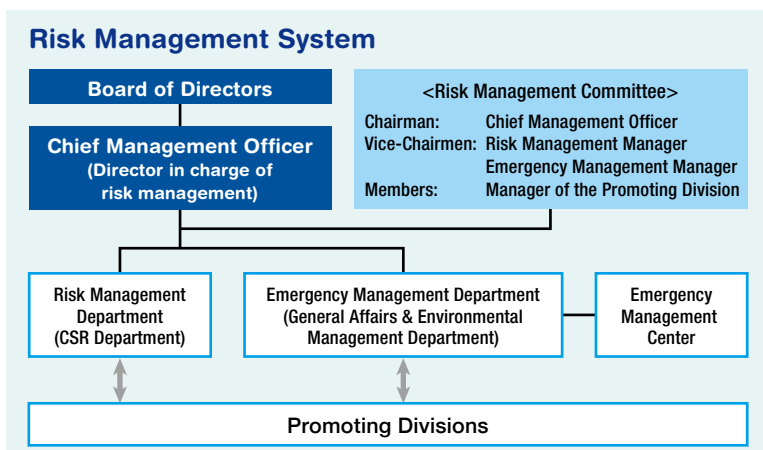 Risk Management System
Board of Directors
Chief Management Officer
(Director in charge of
risk management)
<Risk Management Committee>
Chairman: Chief Management Officer
Vice-Chairmen: Risk Management Manager
Emergency Management Manager
Members: Manager of the Promoting Division
Risk Management
Department
(CSR Department)
Emergency Management Department
(General Affairs & Environmental
Management Department)
Emergency
Management
Center
Promoting Divisions